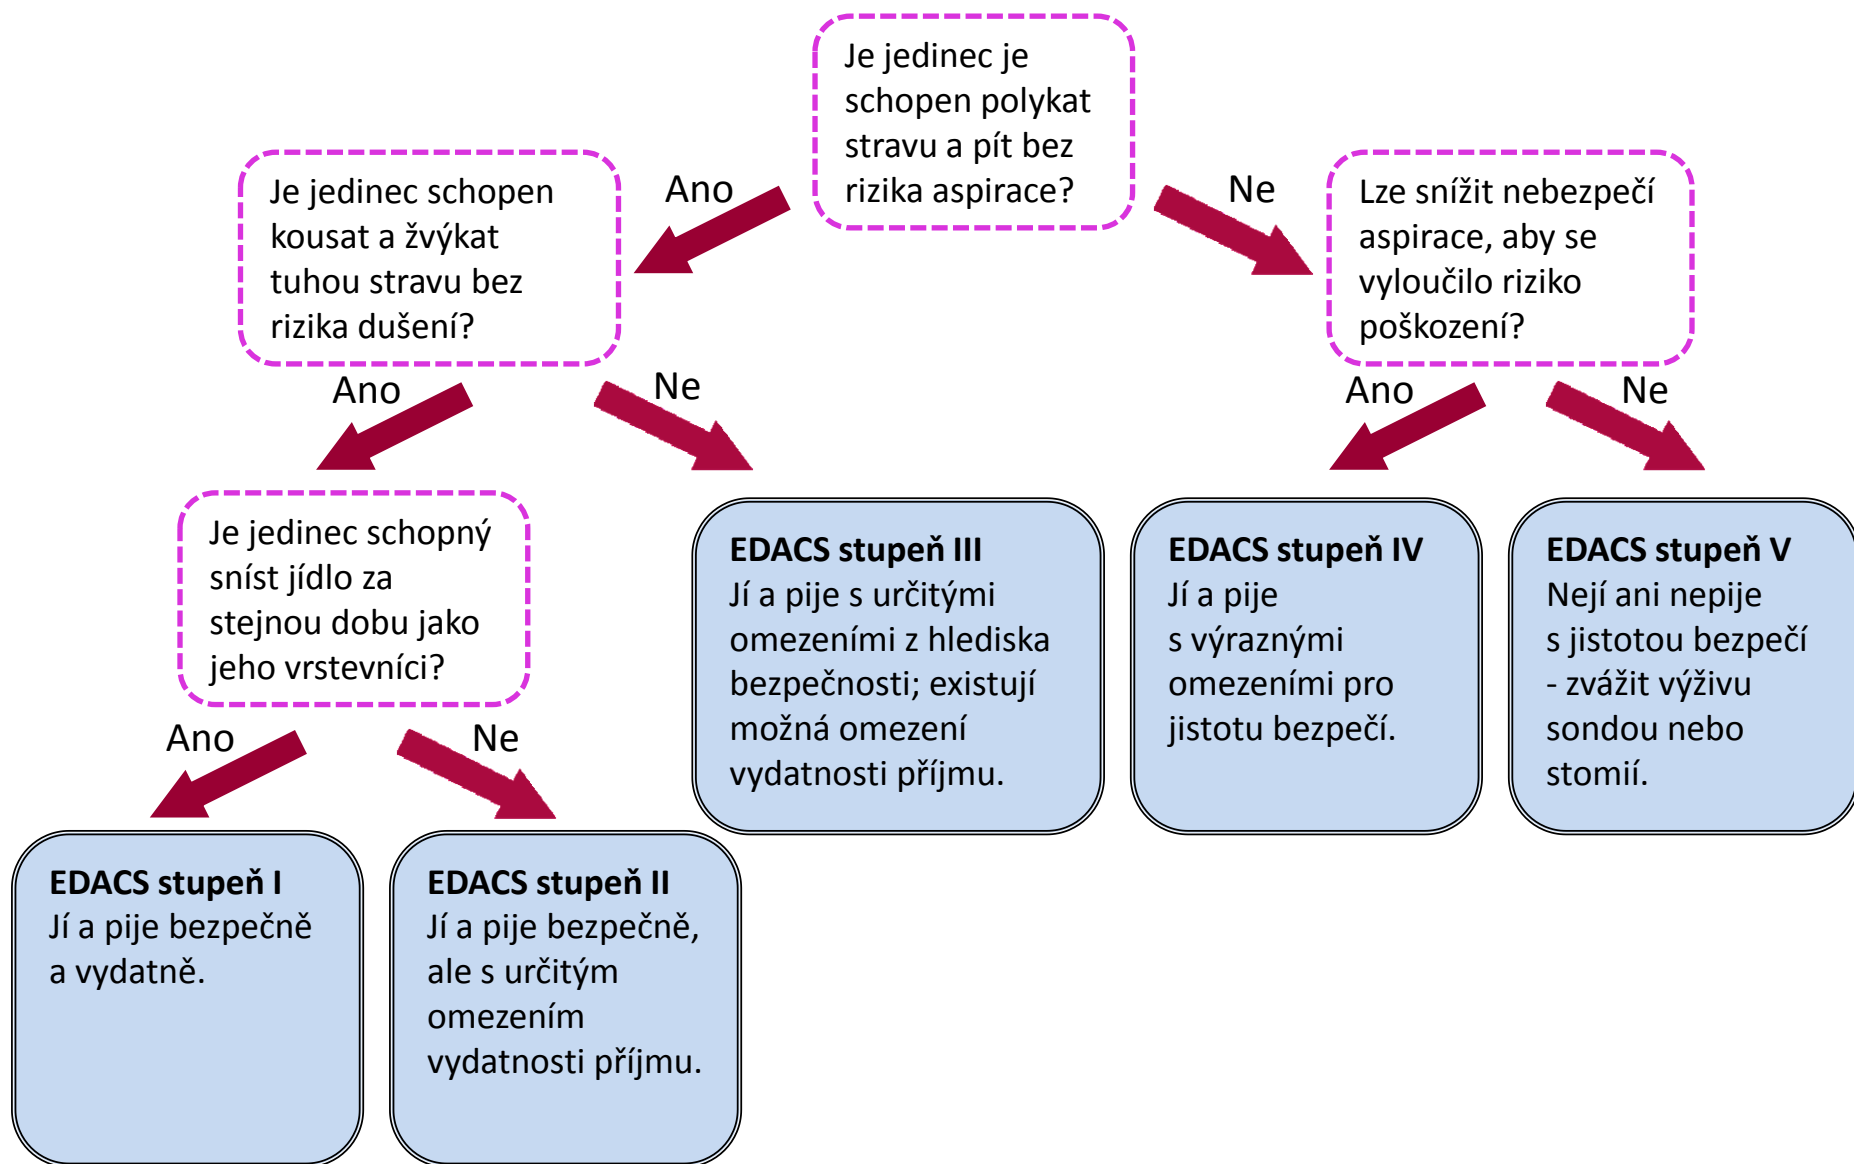 Je jedinec je
schopen polykat
stravu a pít bez
rizika aspirace?
Ano
Ne
Je jedinec schopen
kousat a žvýkat
tuhou stravu bez
rizika dušení?
Lze snížit nebezpečí
aspirace, aby se
vyloučilo riziko
poškození?
Ano
Ne
Ano
Ne
Je jedinec schopný
sníst jídlo za
stejnou dobu jako
jeho vrstevníci?
EDACS stupeň III
Jí a pije s určitými
omezeními z hlediska
bezpečnosti; existují
možná omezení
vydatnosti příjmu.
EDACS stupeň IV
Jí a pije
s výraznými
omezeními pro
jistotu bezpečí.
EDACS stupeň V
Nejí ani nepije
s jistotou bezpečí
- zvážit výživu
sondou nebo
stomií.
Ano
Ne
EDACS stupeň I
Jí a pije bezpečně
a vydatně.
EDACS stupeň II
Jí a pije bezpečně,
ale s určitým
omezením
vydatnosti příjmu.